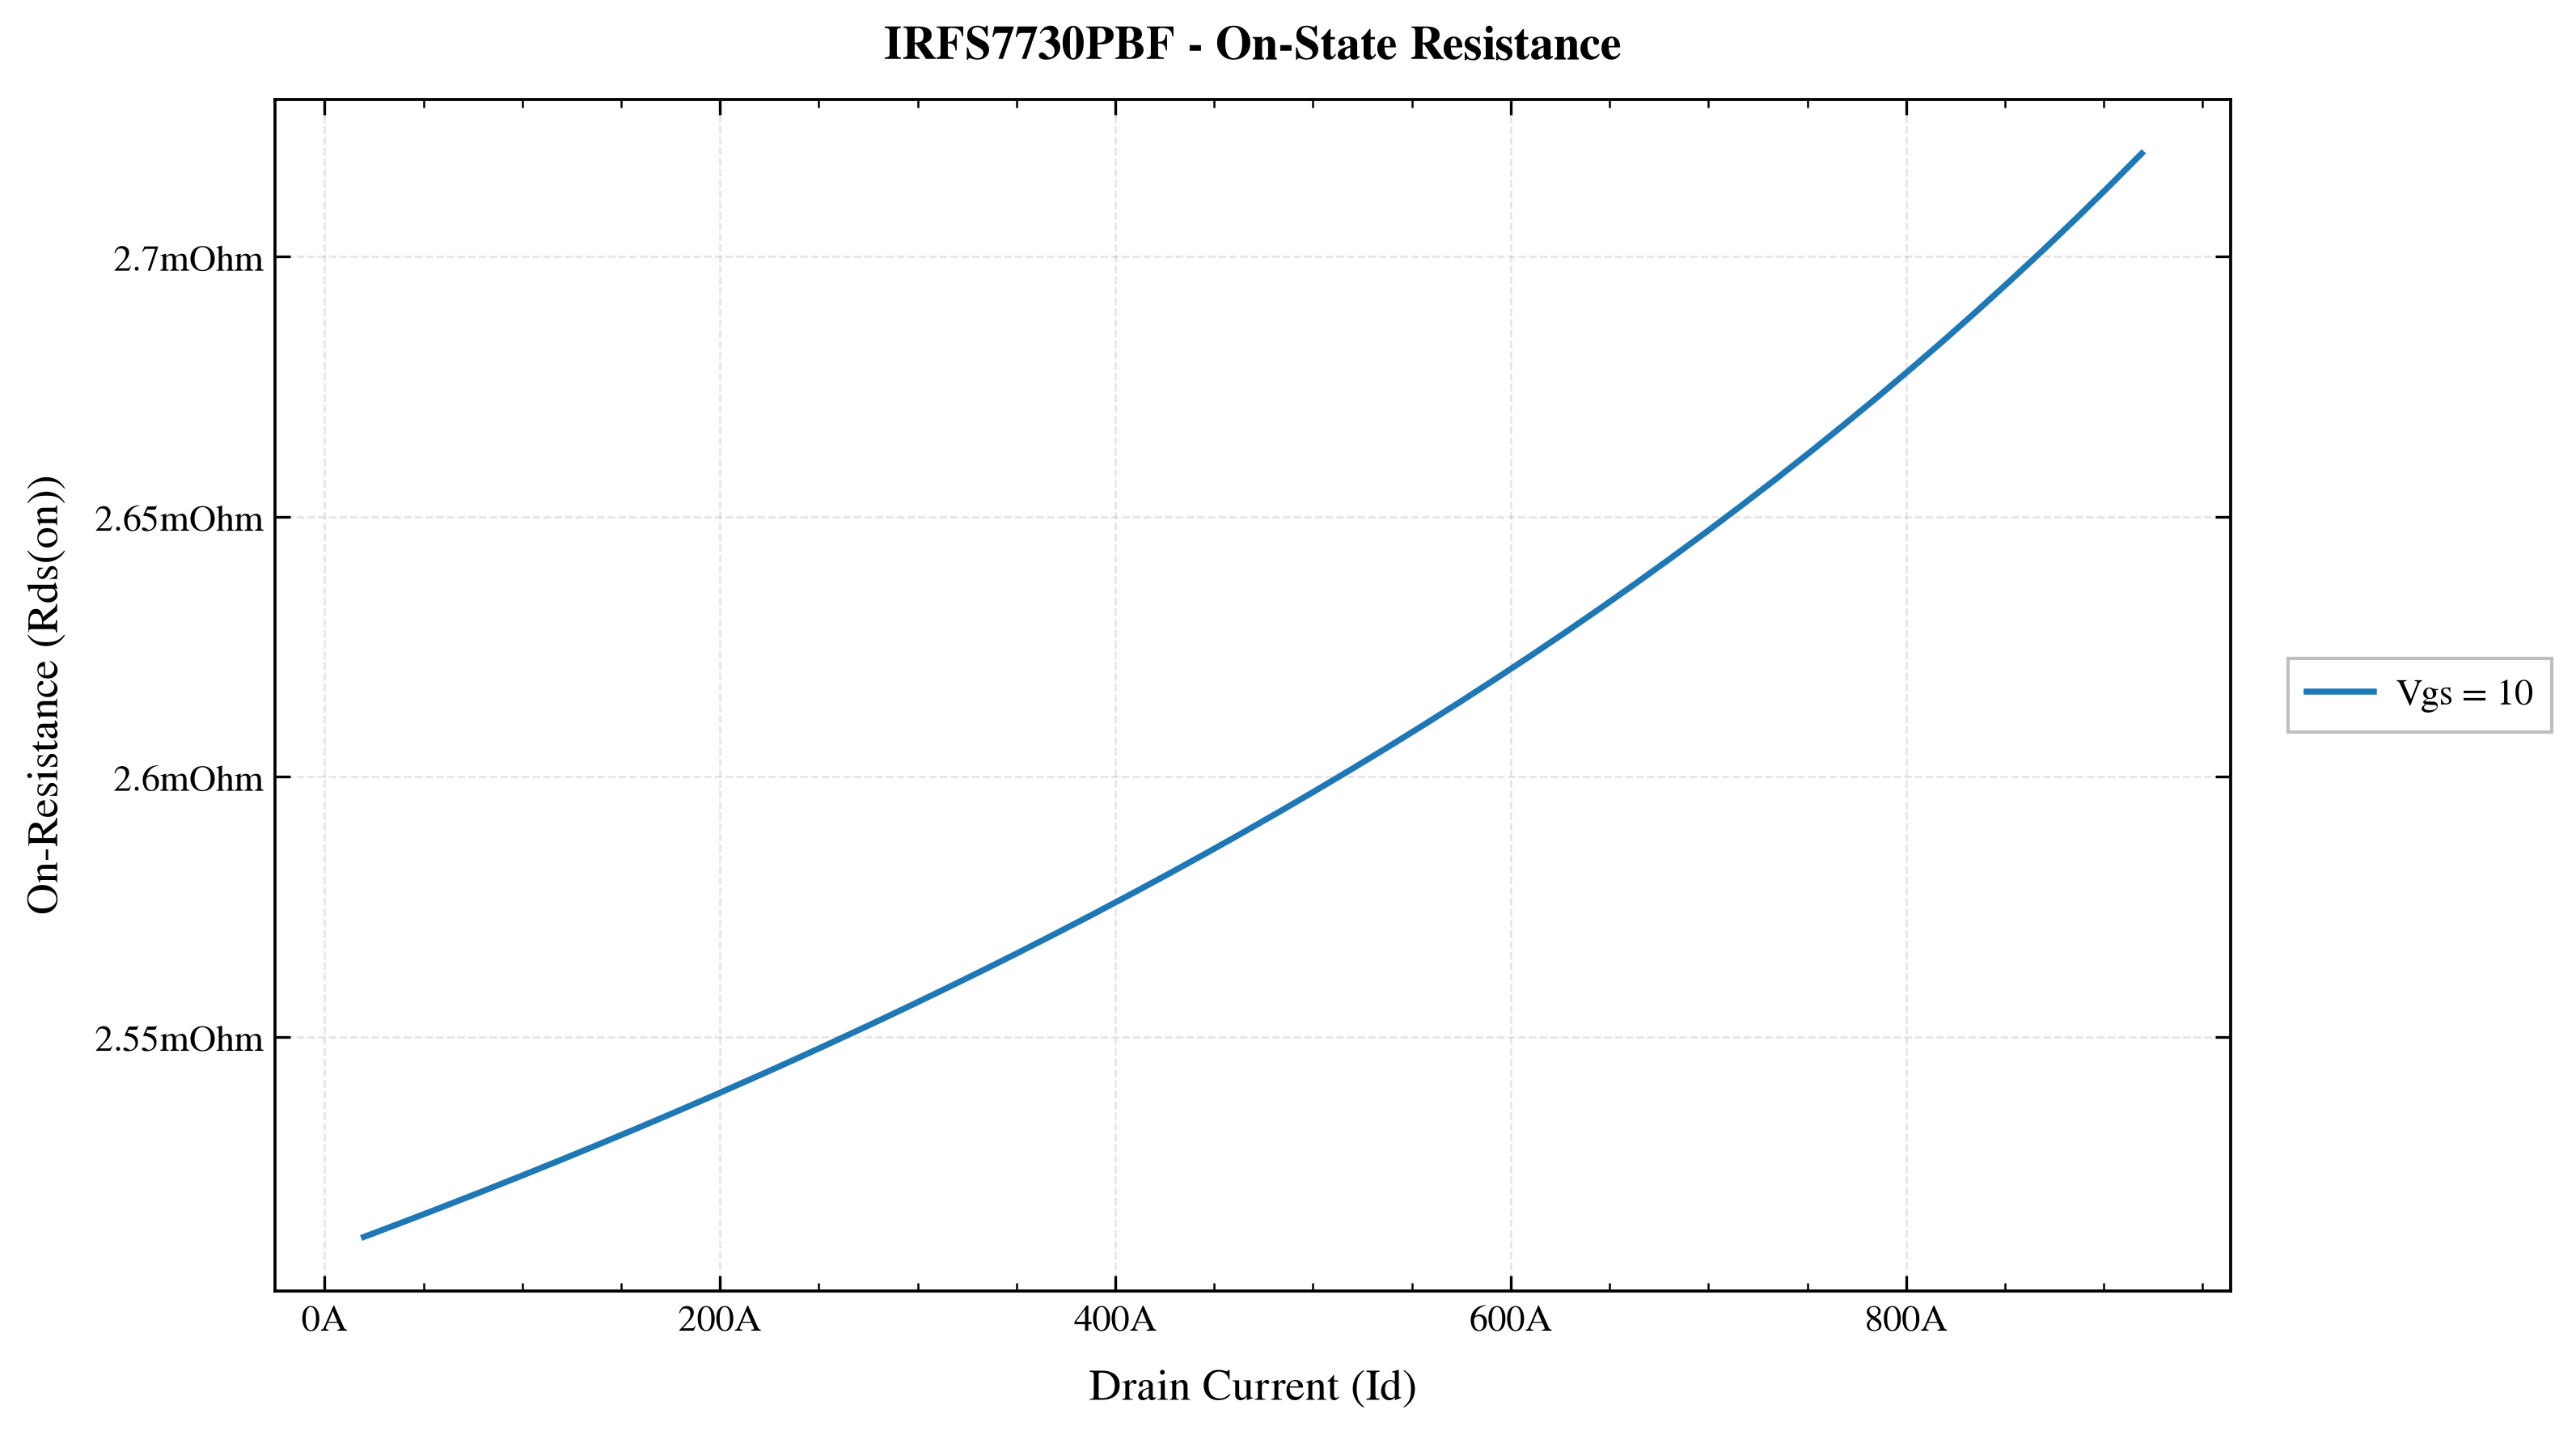 IRFS7730PBF - On-State Resistance
On-Resistance (Rds(on))
2.7mOhm
2.65mOhm
2.6mOhm
2.55mOhm
0A
200A
400A
600A
800A
Drain Current (Id)
Vgs = 10